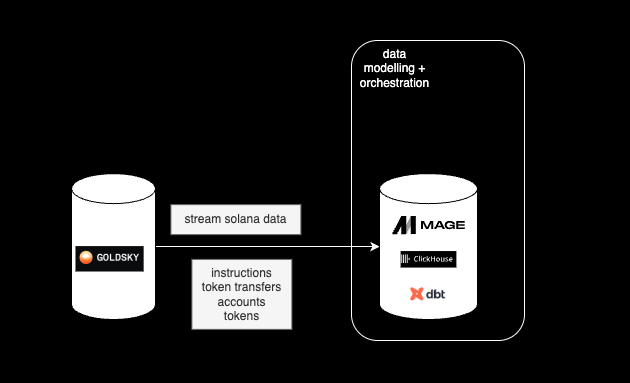 data
modelling +
orchestration
stream solana data
GOLDSKY
instructions
token transfers
accounts
tokens
MAGE
ClickHouse
dbt